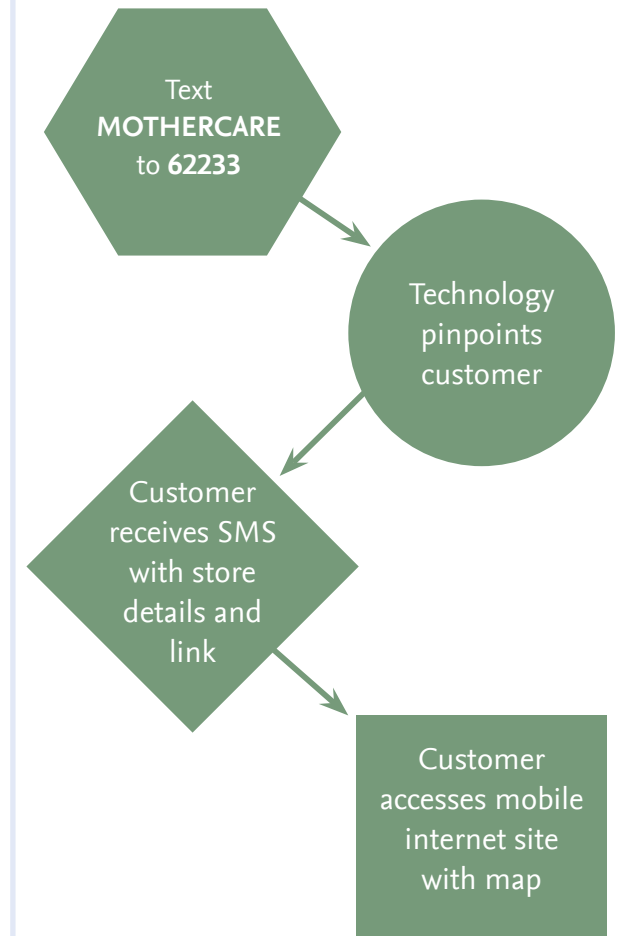 Text
MOTHERCARE
to 62233
Technology
pinpoints
customer
Customer
receives SMS
with store
details and
link
Customer
accesses mobile
internet site
with map